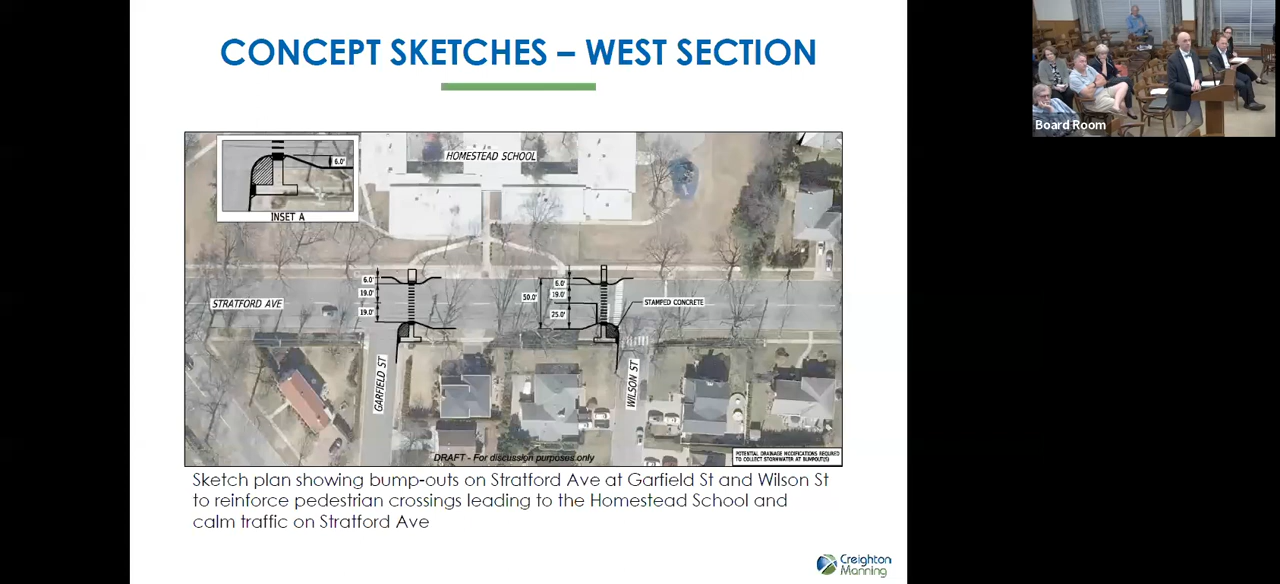 CONCEPT SKETCHES – WEST SECTION
Board Room
HOMESTEAD SCHOOL
6.0'
INSET A
STRATFORD AVE
6.0'
19.0'
19.0'
50.0'
6.0'
19.0'
25.0'
STAMPED CONCRETE
GARFIELD ST
WILSON ST
DRAFT - For discussion purposes only
POTENTIAL DRAINAGE MODIFICATIONS REQUIRED
TO COLLECT STORMWATER AT BUMPOUT(S)
Sketch plan showing bump-outs on Stratford Ave at Garfield St and Wilson St
to reinforce pedestrian crossings leading to the Homestead School and
calm traffic on Stratford Ave
Creighton
Manning